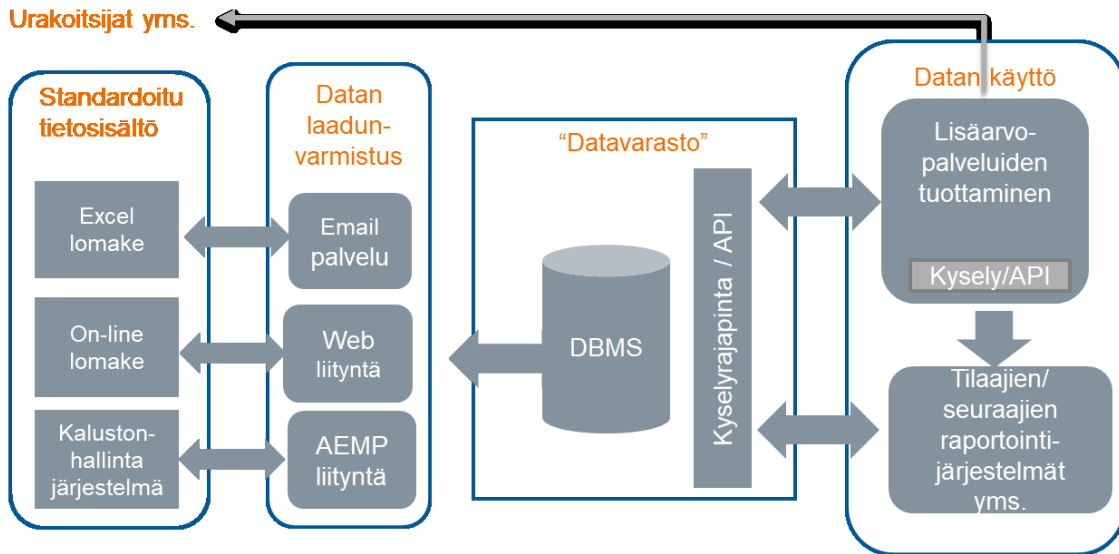 Urakoitsijat yms.
Standardoitu
tietosisältö
Excel
lomake
On-line
lomake
Kaluston-
hallinta
järjestelmä
Datan
laadun-
varmistus
Email
palvelu
Web
liityntä
AEMP
liityntä
“Datavarasto”
DBMS
Kyselyrajapinta / API
Datan käyttö
Lisäarvo-
palveluiden
tuottaminen
Kysely/API
Tilaajien/
seuraajien
raportointi-
järjestelmät
yms.